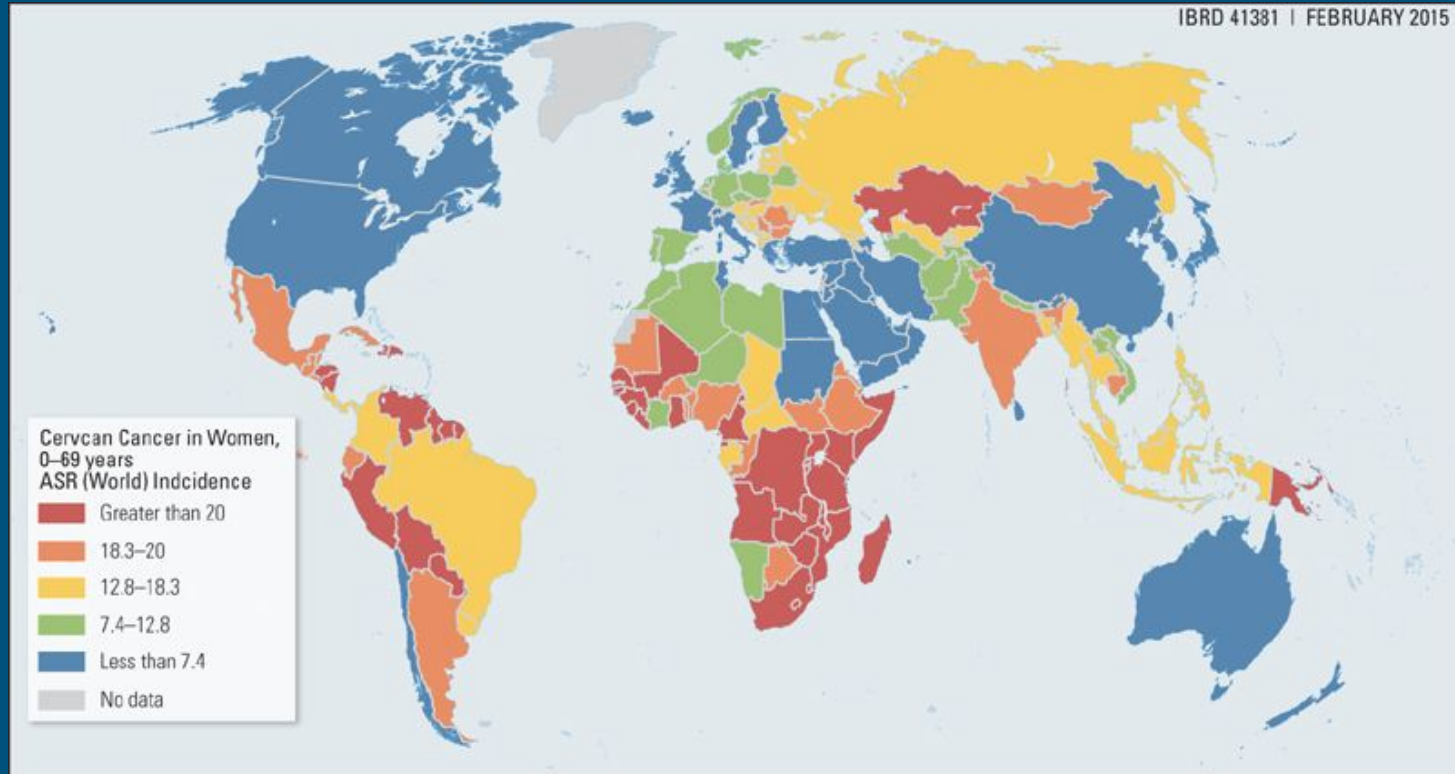 IBRD 41381 | FEBRUARY 2015
Cervcan Cancer in Women,
0–69 years
ASR (World) Indcidence
Greater than 20
18.3–20
12.8–18.3
7.4–12.8
Less than 7.4
No data